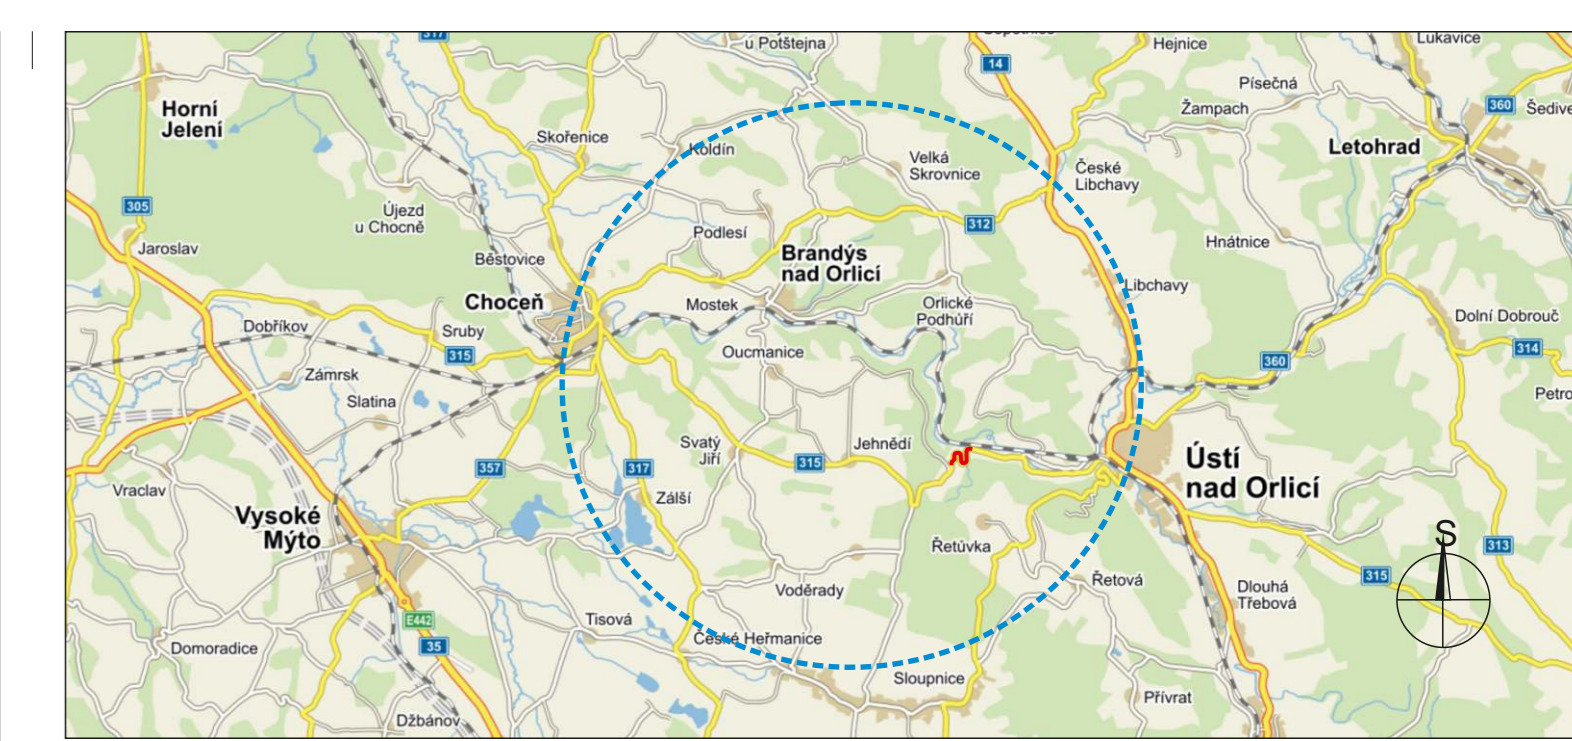 317
u Potštejna
14
Hejnice
Lukavice
Písečná
Žampach
360
Šedive
Horní
Jelení
Skořenice
Koldín
Velká
Skrovnice
České
Libchavy
Letohrad
305
Újezd
u Chocně
Jaroslav
Podlesí
312
Hnátnice
Běstovice
Brandýs
nad Orlicí
Choceň
Mostek
Orlické
Podhůří
Libchavy
Dobříkov
Sruby
315
Dolní Dobrouč
314
Oucmanice
360
Zámrsk
Slatina
Petro
Svatý
Jiří
Jehnědí
315
357
317
Ústí
nad Orlicí
Vraclav
Zálší
Vysoké
Mýto
S
Řetůvka
313
315
Voděrady
Řetová
Dlouhá
Třebová
Tisová
E442
České Heřmanice
35
Domoradice
Sloupnice
Přívrat
Džbánov